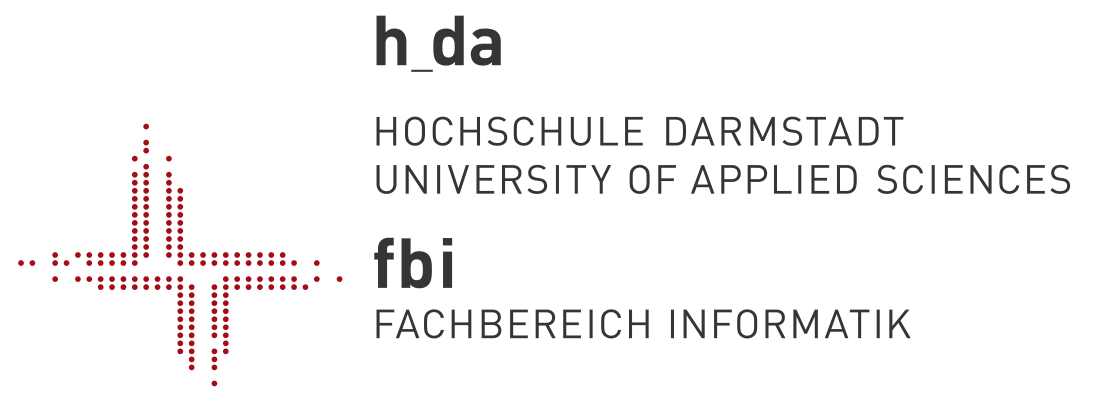 h_da
HOCHSCHULE DARMSTADT
UNIVERSITY OF APPLIED SCIENCES
fbi
FACHBEREICH INFORMATIK